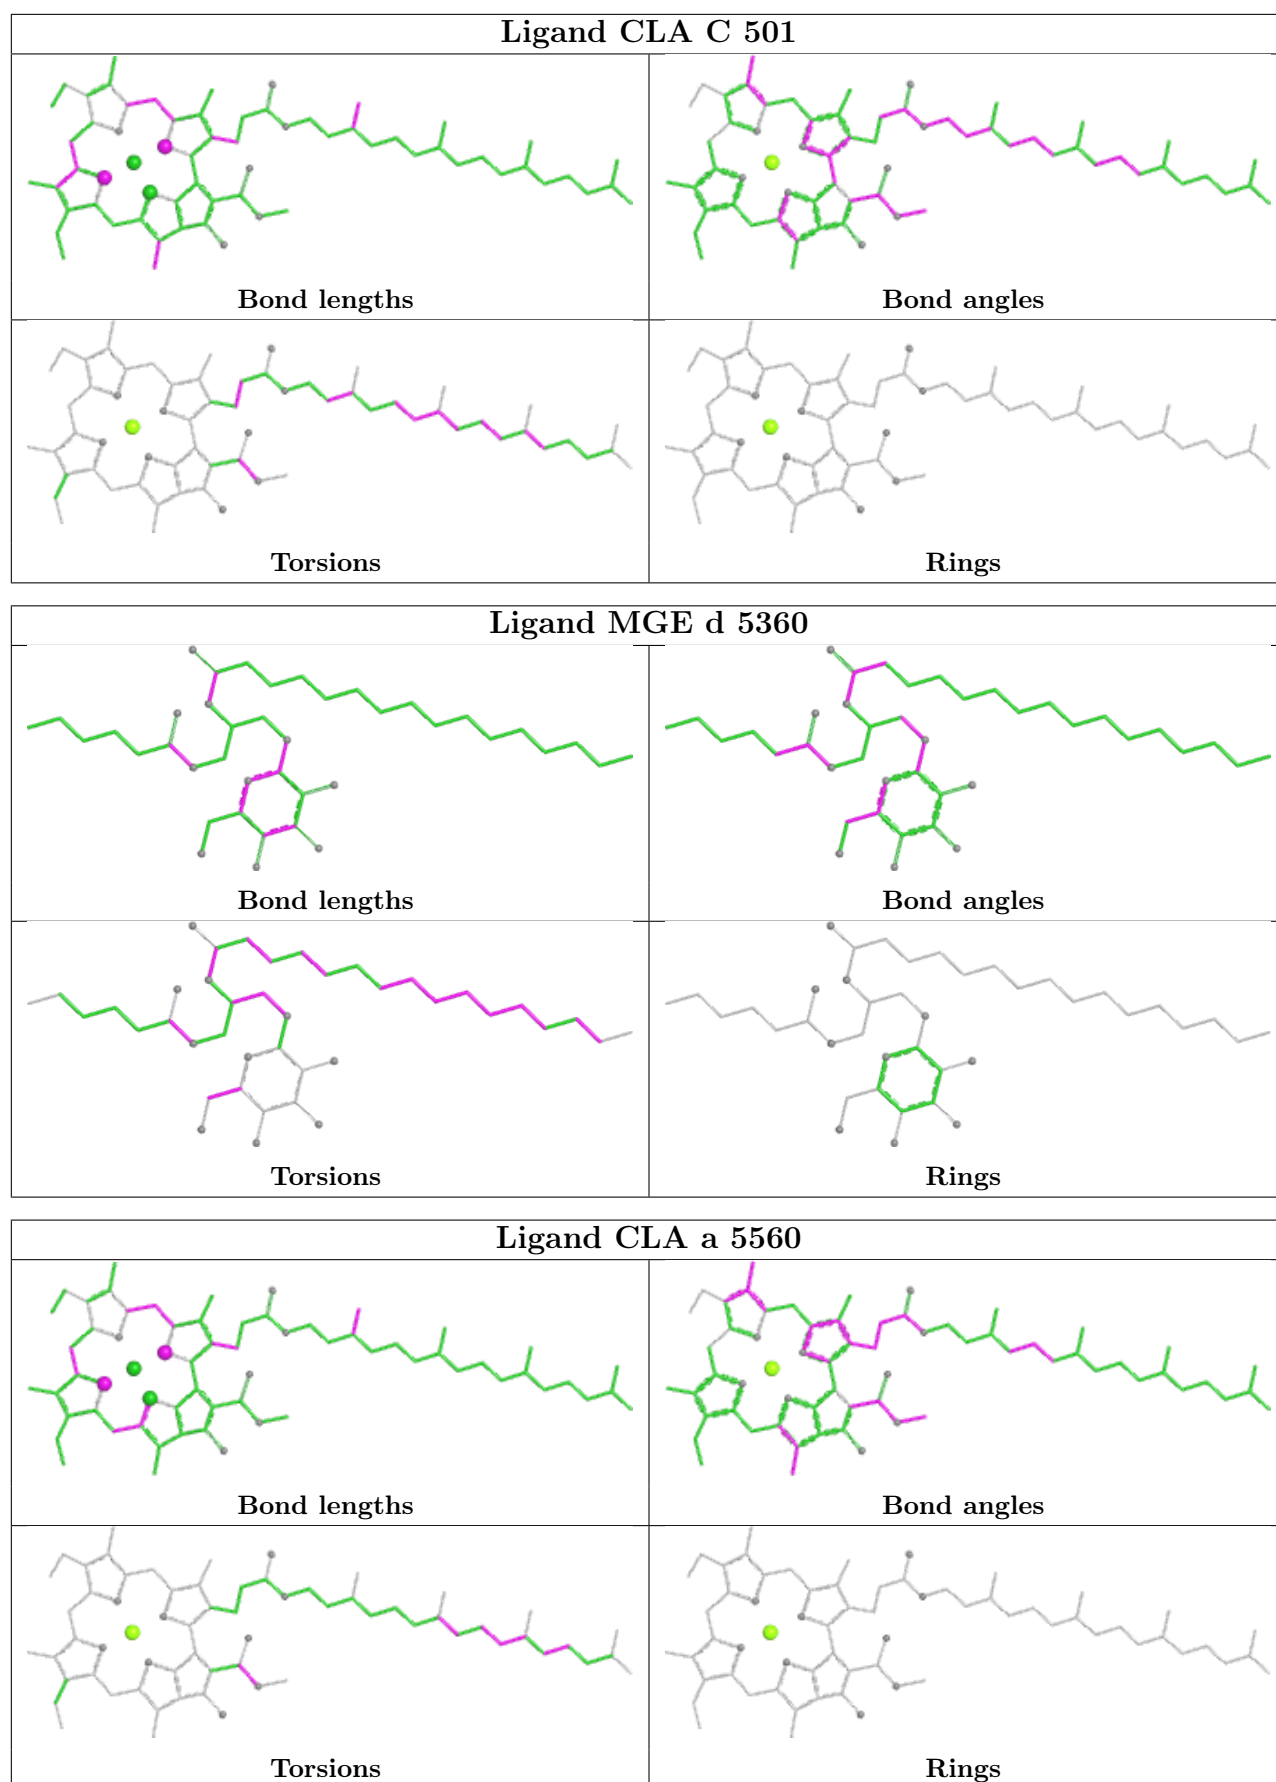 Ligand CLA C 501
Bond lengths
Bond angles
Torsions
Rings
Ligand MGE d 5360
Bond lengths
Bond angles
Torsions
Rings
Ligand CLA a 5560
Bond lengths
Bond angles
Torsions
Rings